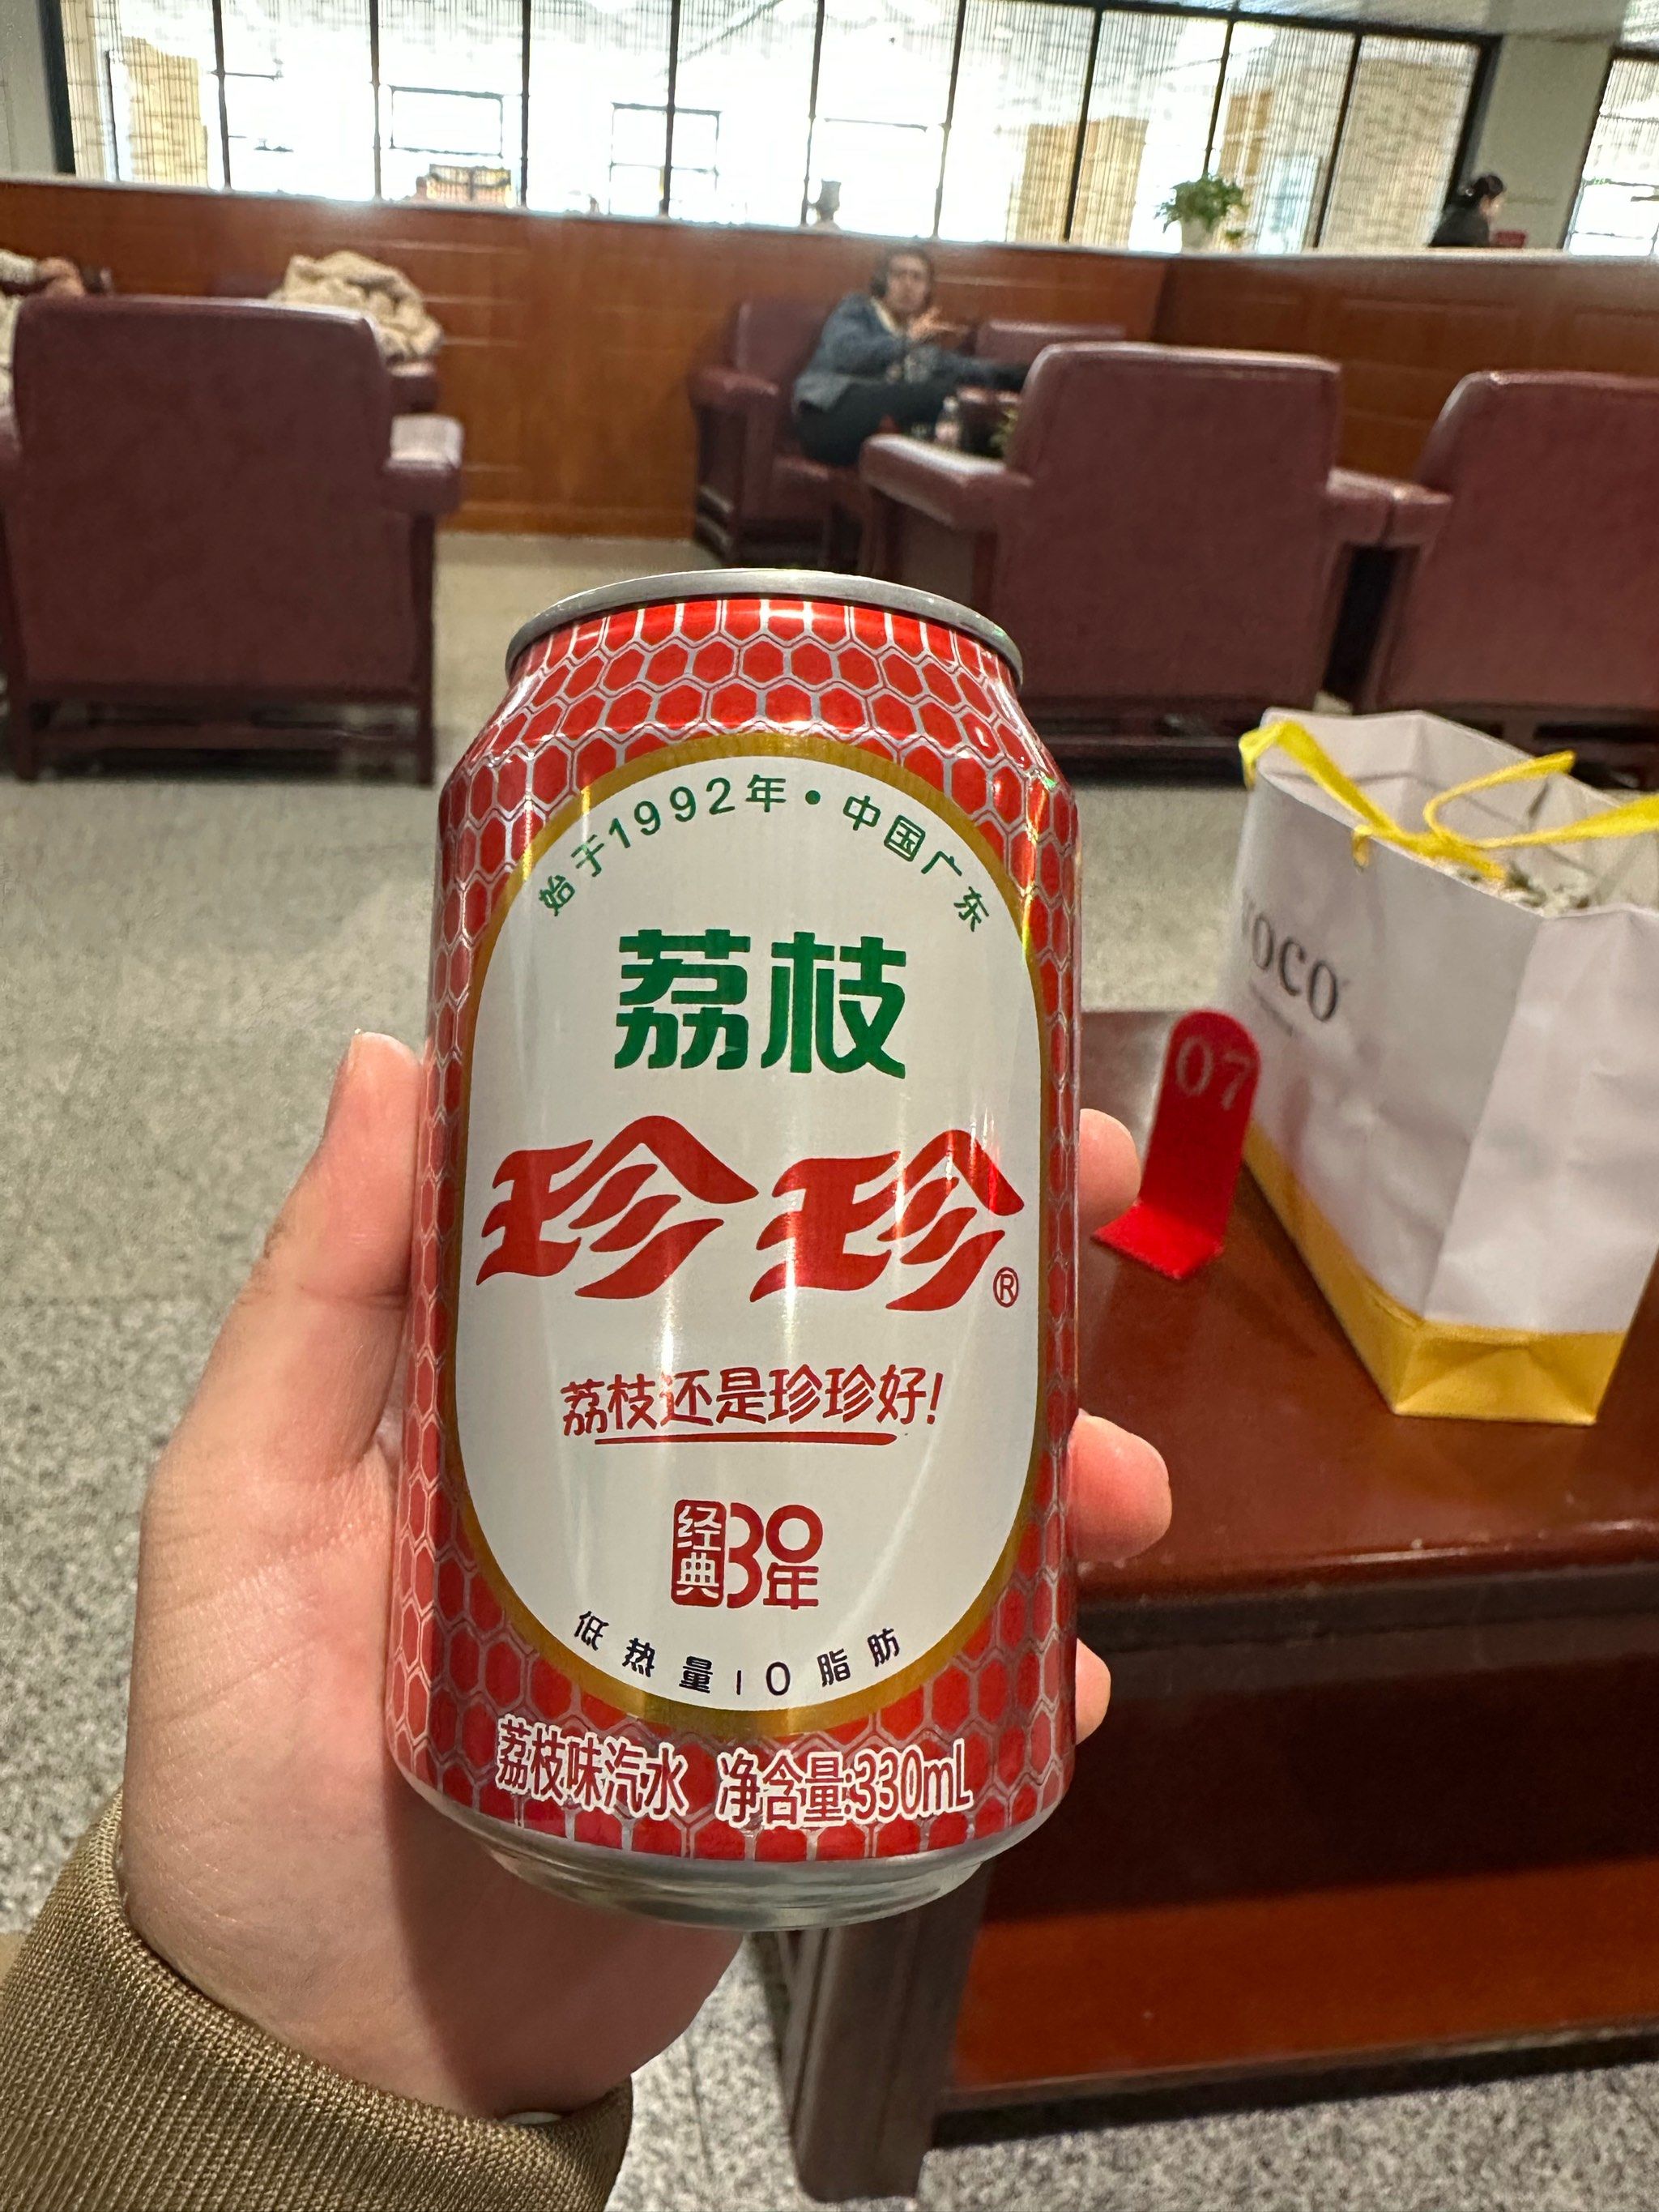 始于1992年·中国广东
荔枝
珍珍®
荔枝还是珍珍好!
经典30年
低热量|0脂肪
荔枝味汽水 净含量:330mL
07
VOCO